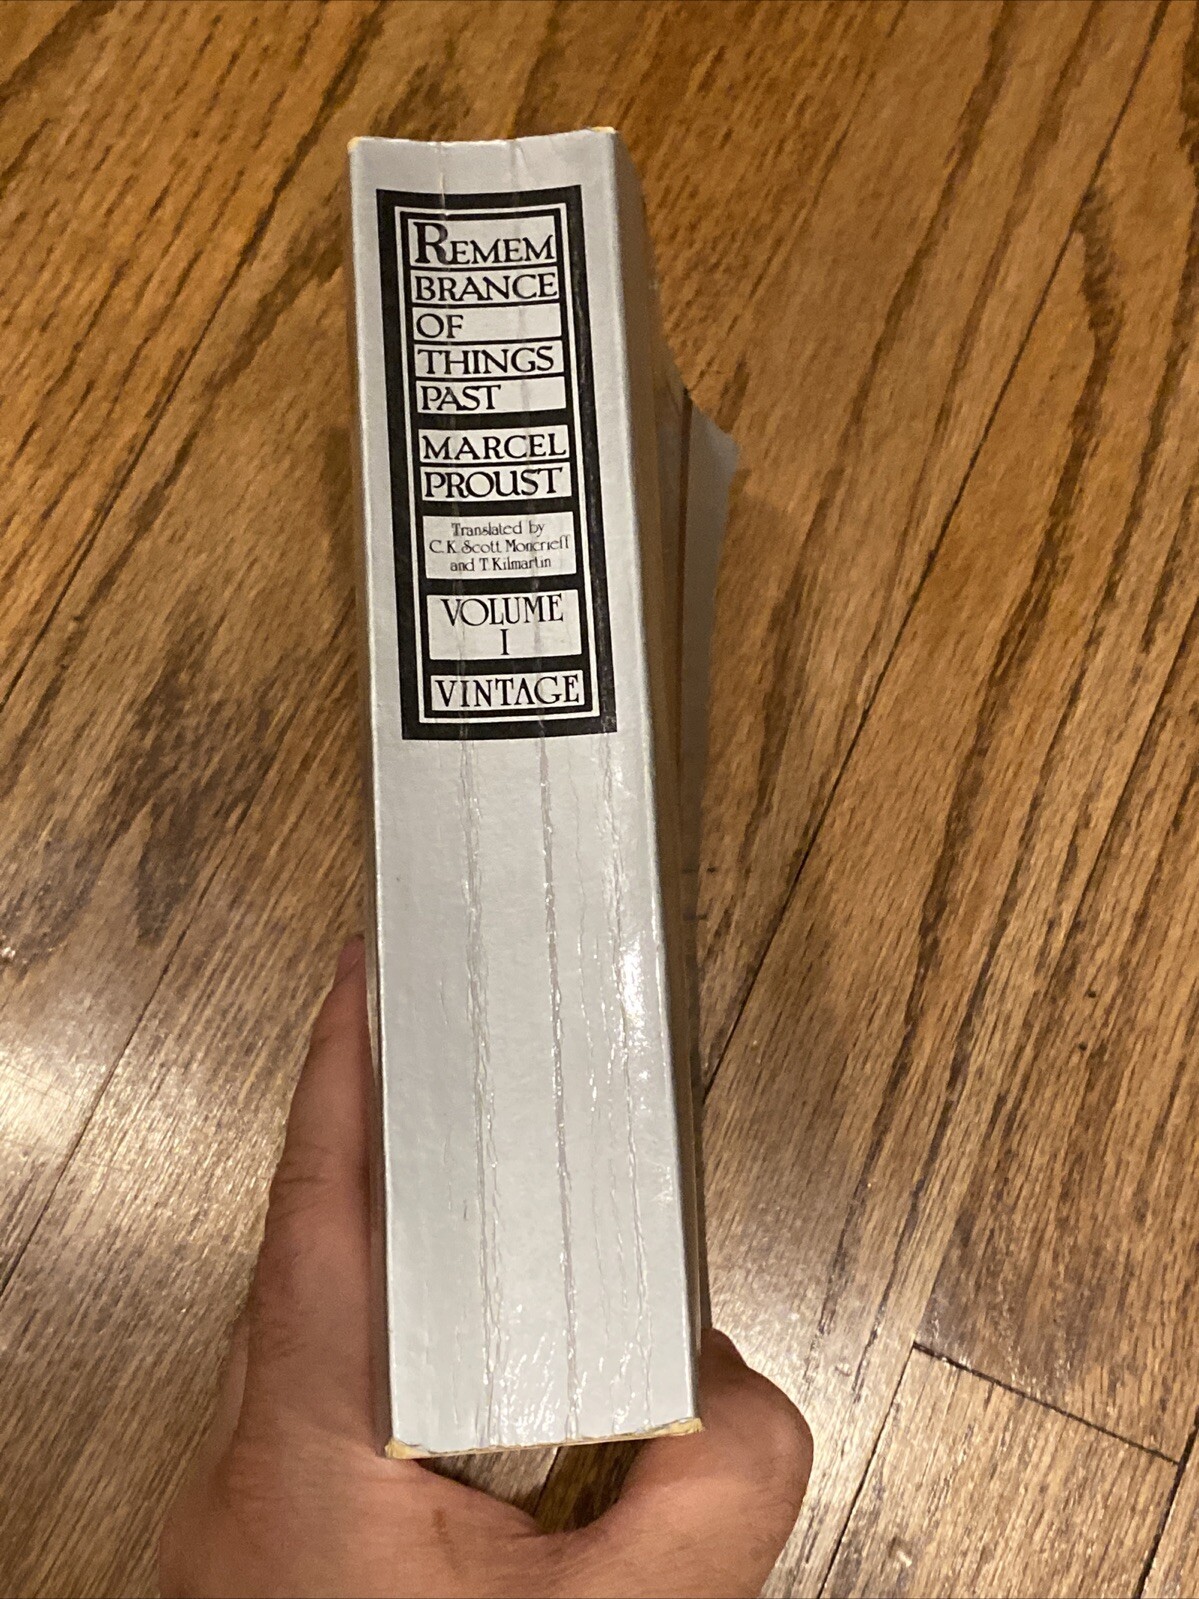 REMEM
BRANCE
OF
THINGS
PAST
MARCEL
PROUST
Translated by
C. K. Scott Moncrieff
and T. Kilmartin
VOLUME
I
VINTAGE